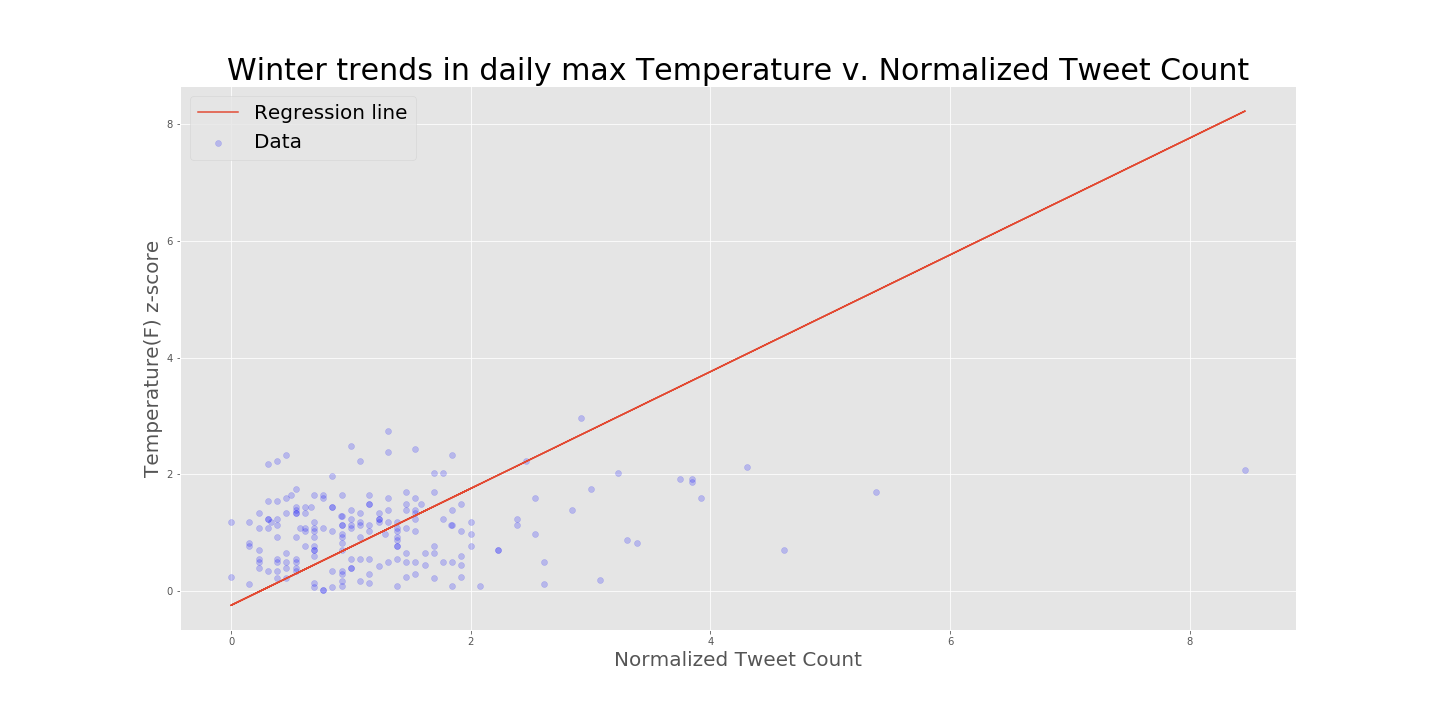 Winter trends in daily max Temperature v. Normalized Tweet Count
Regression line
Data
Temperature(F) z-score
8
6
4
2
0
0 2 4 6 8
Normalized Tweet Count